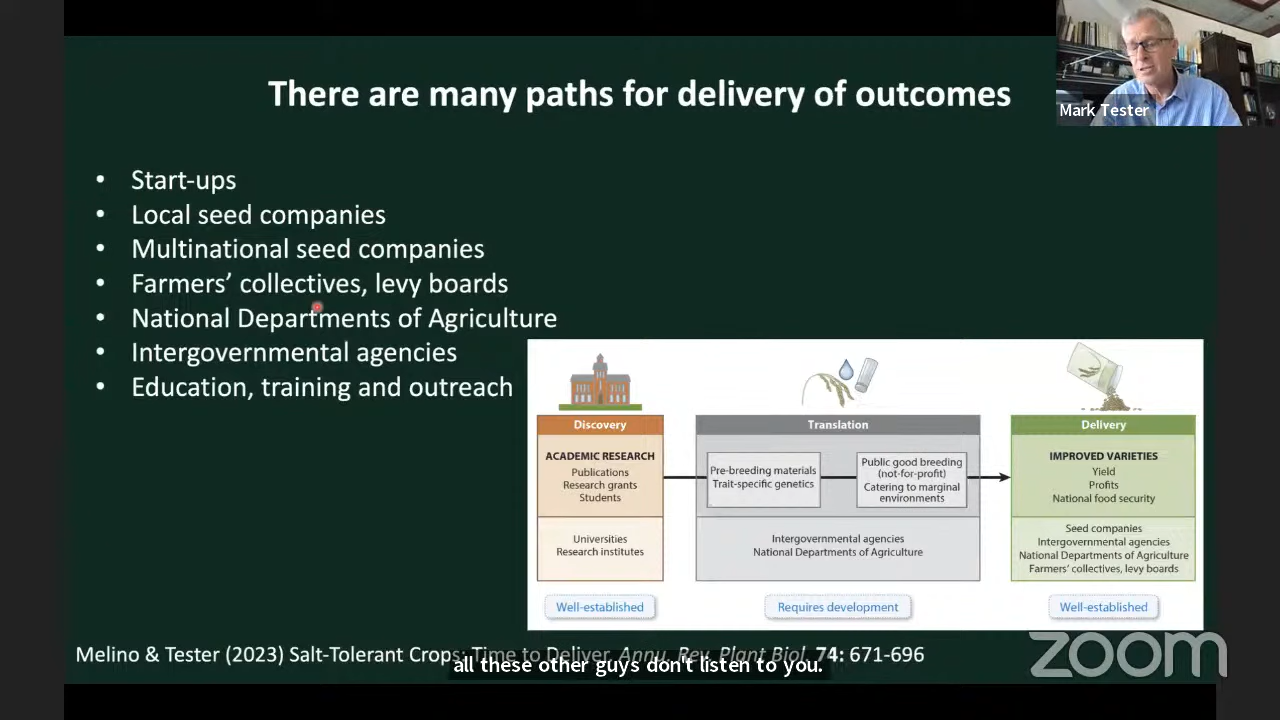 There are many paths for delivery of outcomes
Mark Tester
• Start-ups
• Local seed companies
• Multinational seed companies
• Farmers’ collectives, levy boards
• National Departments of Agriculture
• Intergovernmental agencies
• Education, training and outreach
Discovery
ACADEMIC RESEARCH
Publications
Research grants
Students
Universities
Research institutes
Well-established
Translation
Pre-breeding materials
Trait-specific genetics
Public good breeding
(not-for-profit)
Catering to marginal
environments
Intergovernmental agencies
National Departments of Agriculture
Requires development
Delivery
IMPROVED VARIETIES
Yield
Profits
National food security
Seed companies
Intergovernmental agencies
National Departments of Agriculture
Farmers’ collectives, levy boards
Well-established
Melino & Tester (2023) Salt-Tolerant Crops: Time to Deliver. Annu. Rev. Plant Biol. 74: 671-696
all these other guys don't listen to you.
zoom